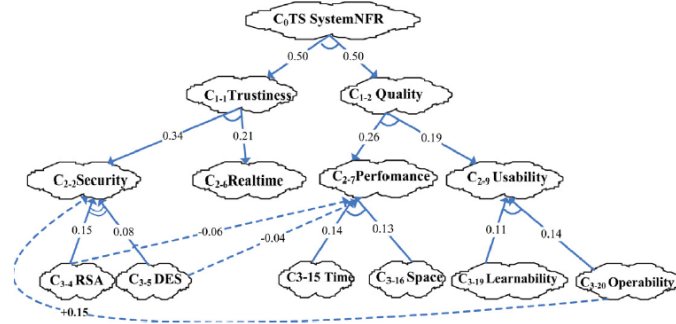 C₀TS SystemNFR
0.50 0.50
C₁₋₁Trustiness
C₁₋₂ Quality
0.34
0.21
0.26
0.19
C₂₋₂Security
C₂₋₆Realtime
C₂₋₇Perfomance
C₂₋₉ Usability
0.15
0.08
-0.06
-0.04
0.14
0.13
0.11
0.14
C₃₋₄ RSA
C₃₋₅ DES
C3-15 Time
C₃₋₁₆ Space
C₃₋₁₉ Learnability
C₃₋₂₀ Operability
+0.15